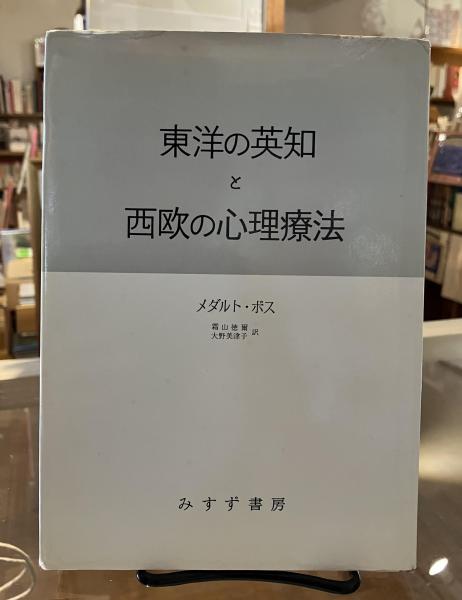 東洋の英知
と
西欧の心理療法
メダルト・ボス
霜山徳爾
大野美津子 訳
みすず書房